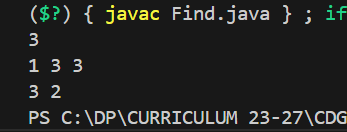 ($?) { javac Find.java } ; if
3
1 3 3
3 2
PS C:\DP\CURRICULUM 23-27\CDG